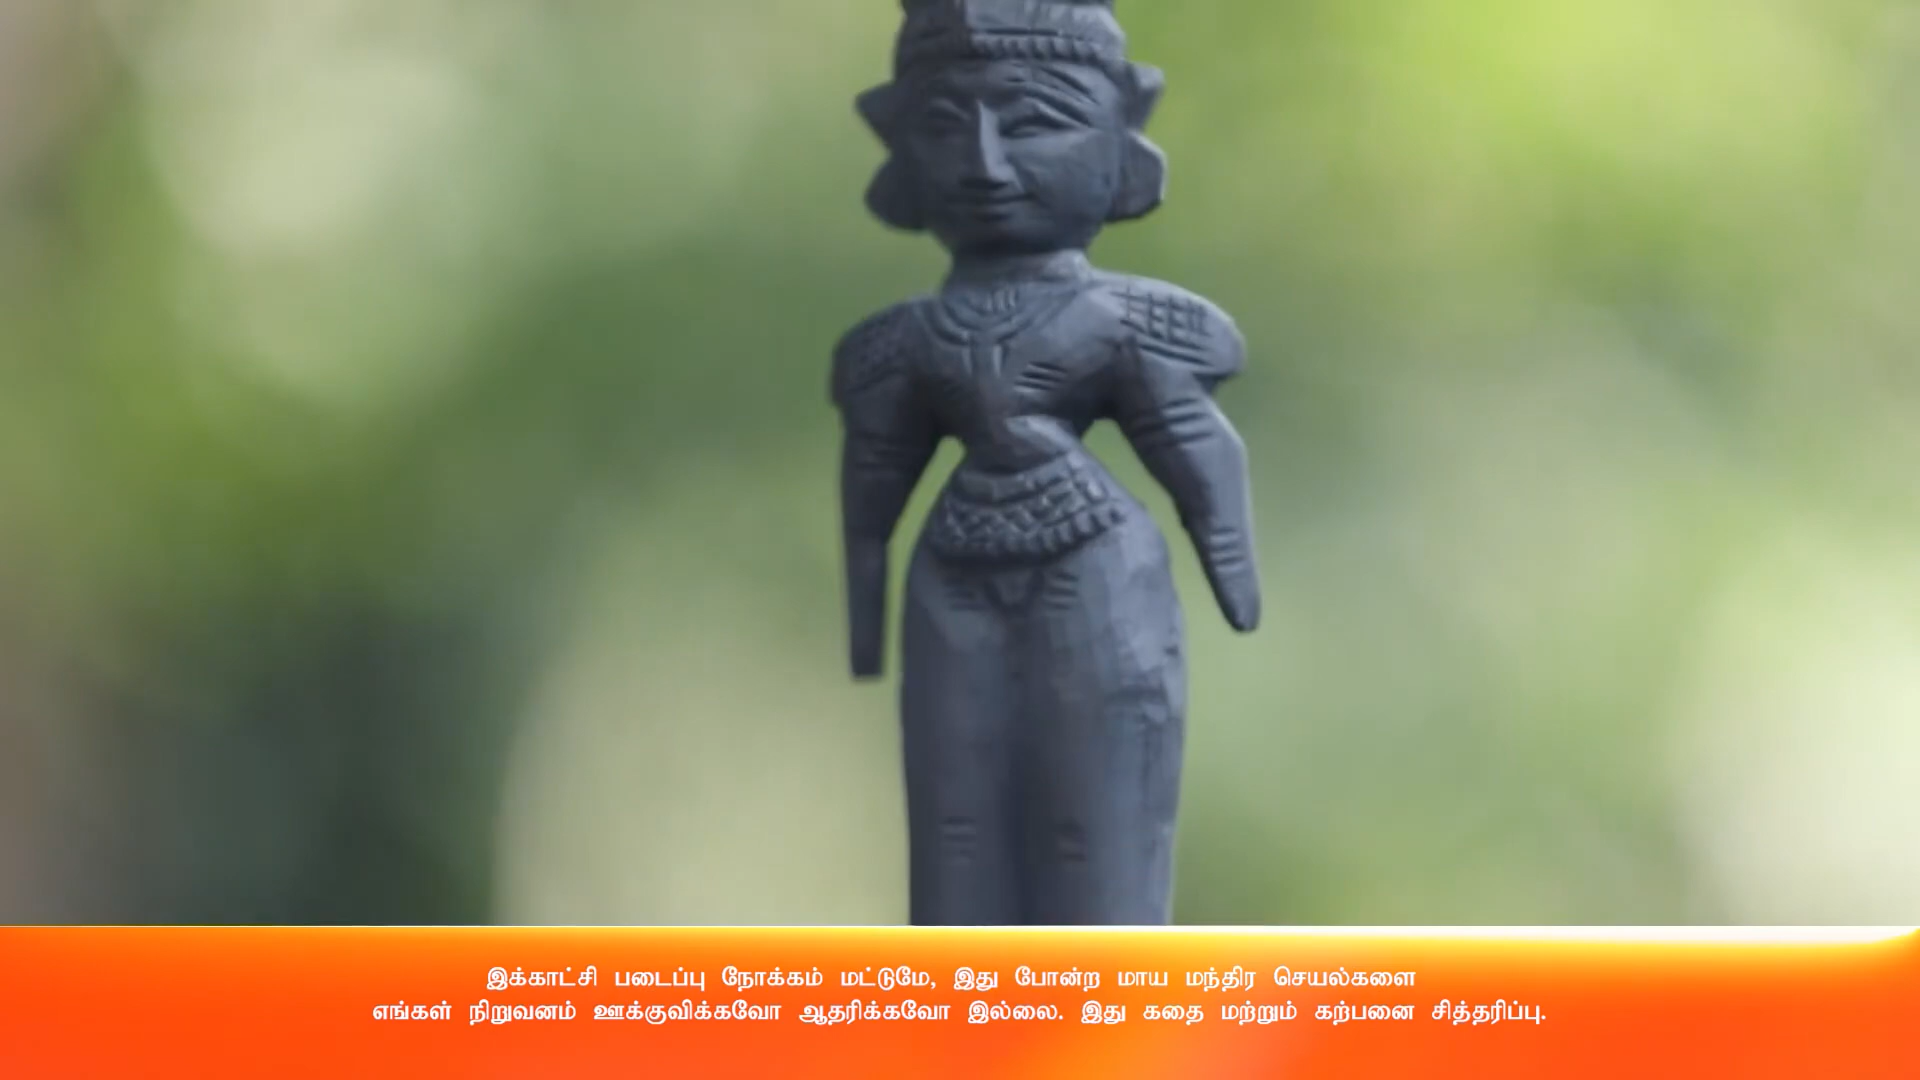 இக்காட்சி படைப்பு நோக்கம் மட்டுமே, இது போன்ற மாய மந்திர செயல்களை
எங்கள் நிறுவனம் ஊக்குவிக்கவோ ஆதரிக்கவோ இல்லை. இது கதை மற்றும் கற்பனை சித்தரிப்பு.